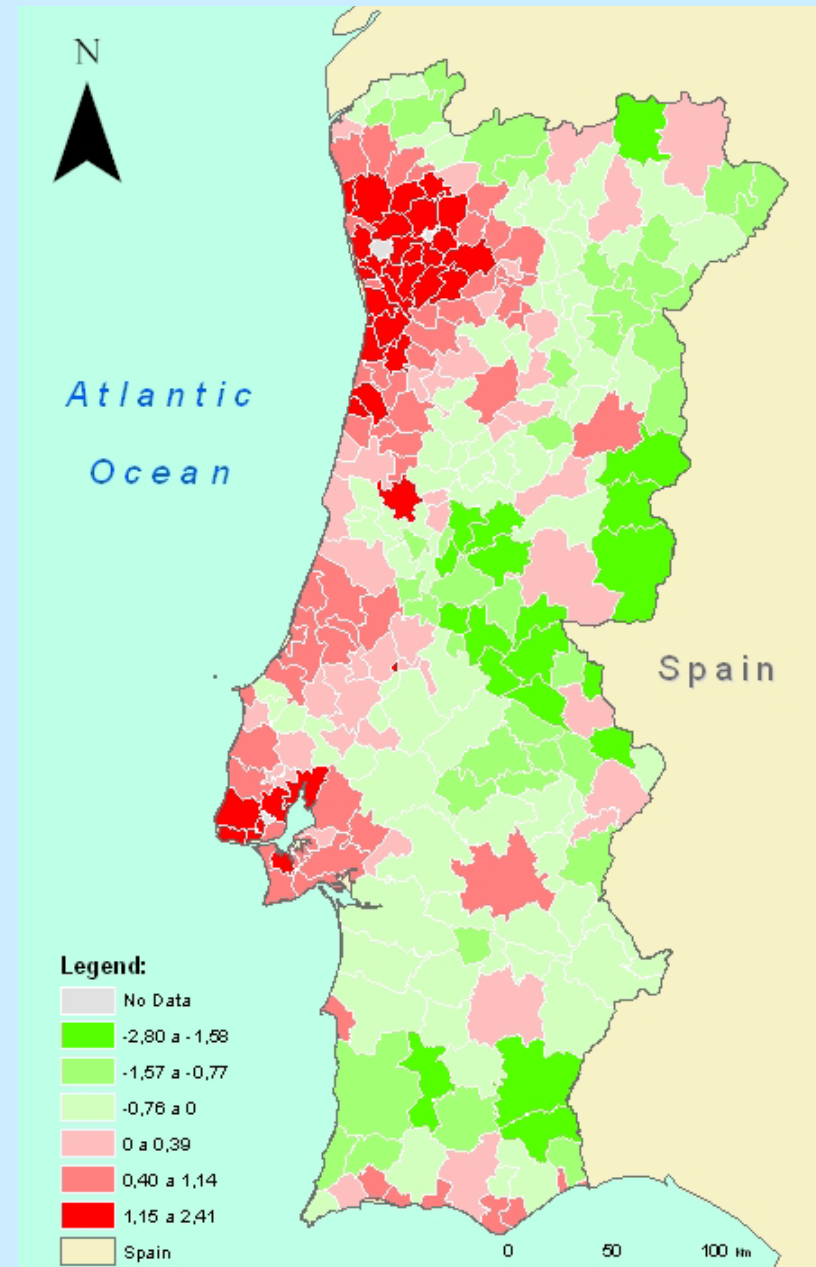 N
Atlantic
Ocean
Spain
Legend:
No Data
-2,80 a -1,58
-1,57 a -0,77
-0,76 a 0
0 a 0,39
0,40 a 1,14
1,15 a 2,41
Spain
0 50 100 Km